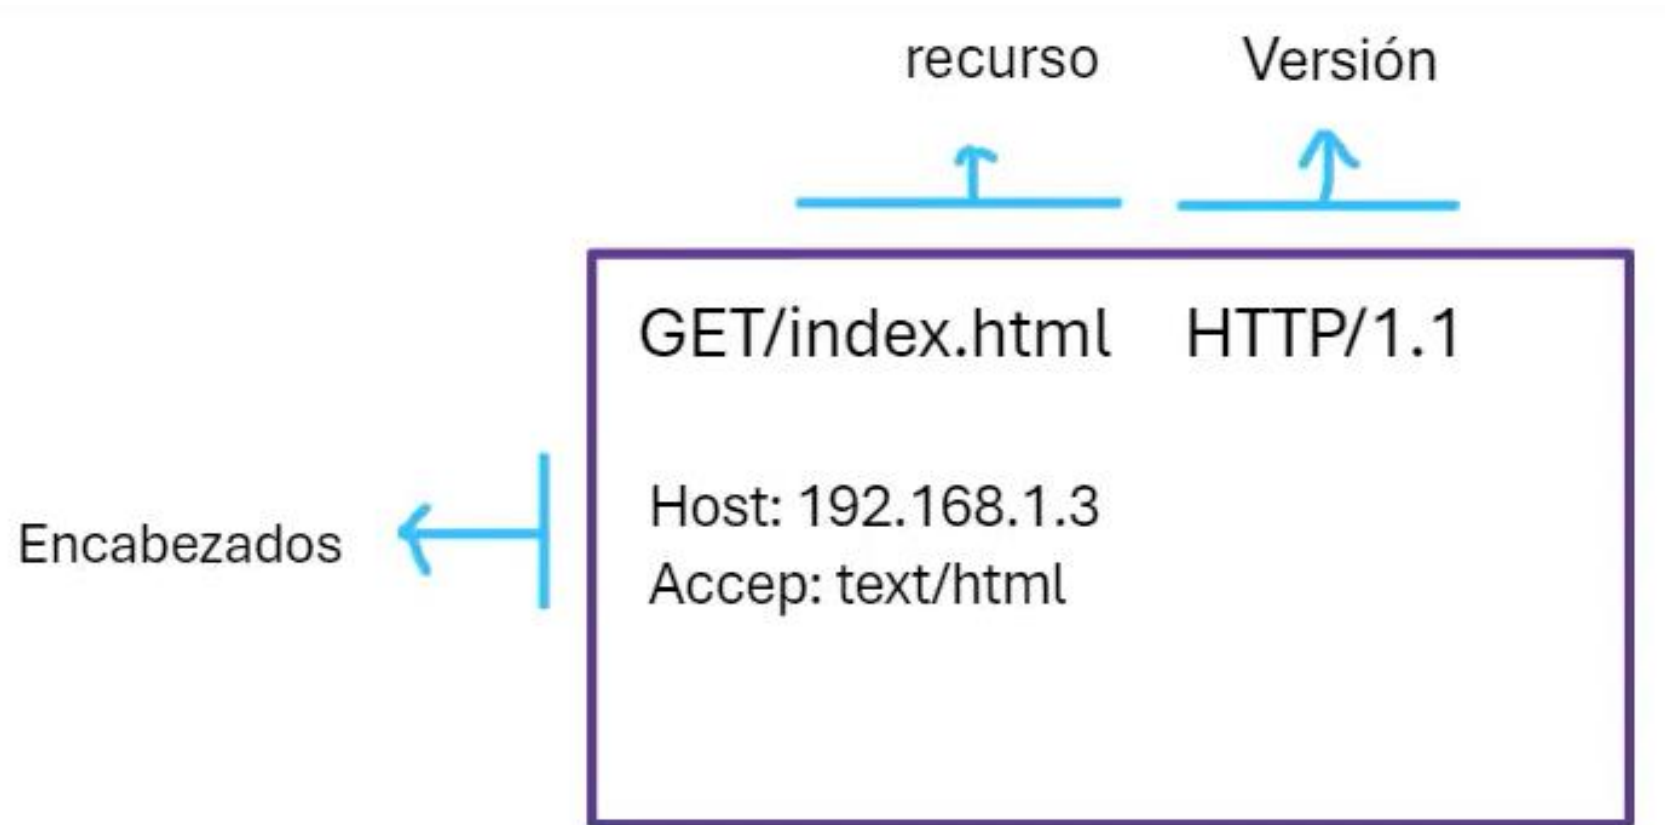 recurso Versión
GET/index.html HTTP/1.1
Host: 192.168.1.3
Encabezados
Accep: text/html